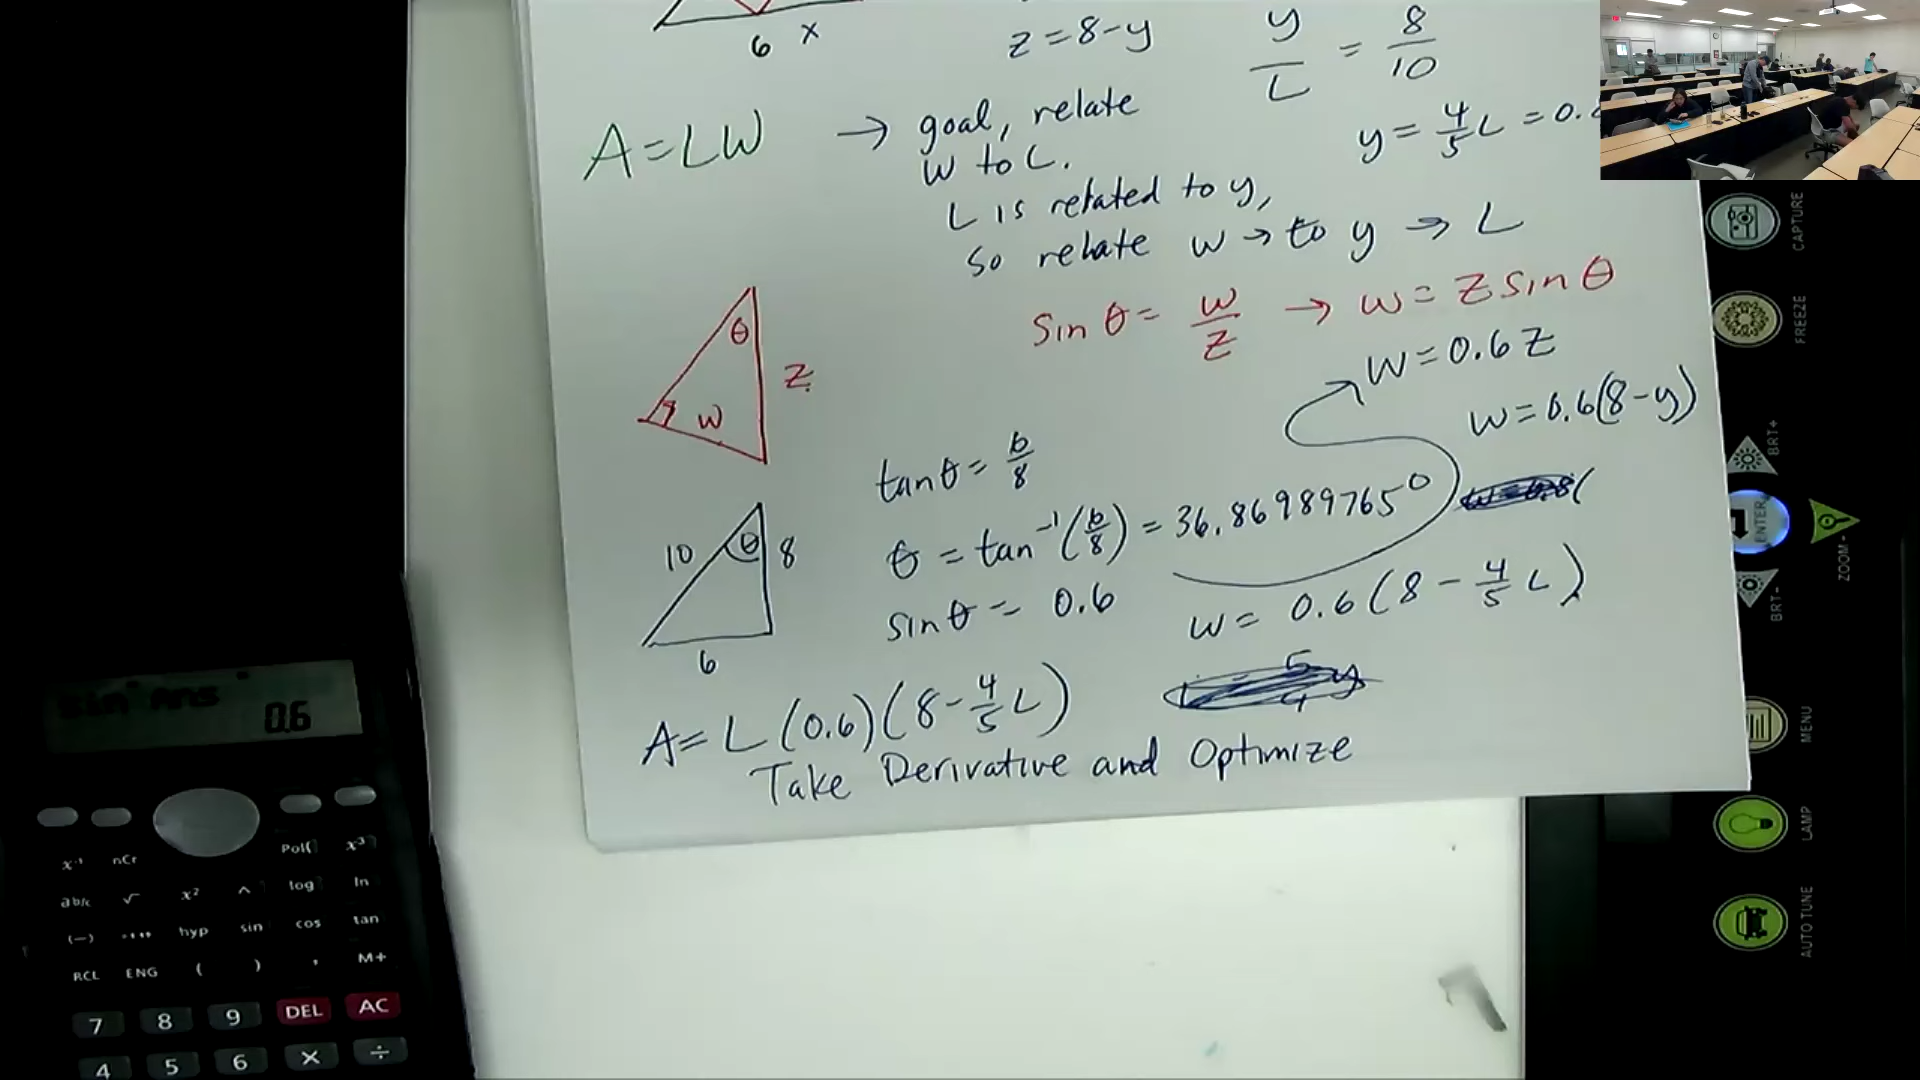 6 x
z = 8 - y
y/L = 8/10
A = LW → goal, relate
W to L.
y = 4/5 L = 0.
L is related to y,
so relate w → to y → L
sin θ = w/z → w = z sin θ
θ
z
w
w = 0.6 z
w = 0.6(8 - y)
tan θ = 6/8
θ = tan⁻¹(6/8) = 36.86989765°
(
10 θ 8
6
sin θ = 0.6
w = 0.6 (8 - 4/5 L)
A = L (0.6)(8 - 4/5 L)
Take Derivative and Optimize
sin Ans
0.6
x⁻¹ nCr Pol( x³
ab/c √ x² ^ log ln
(−) °′″ hyp sin cos tan
RCL ENG ( ) , M+
7 8 9 DEL AC
4 5 6 × ÷
CAPTURE
FREEZE
BRT+
ENTER
ZOOM-
BRT-
MENU
LAMP
AUTO TUNE